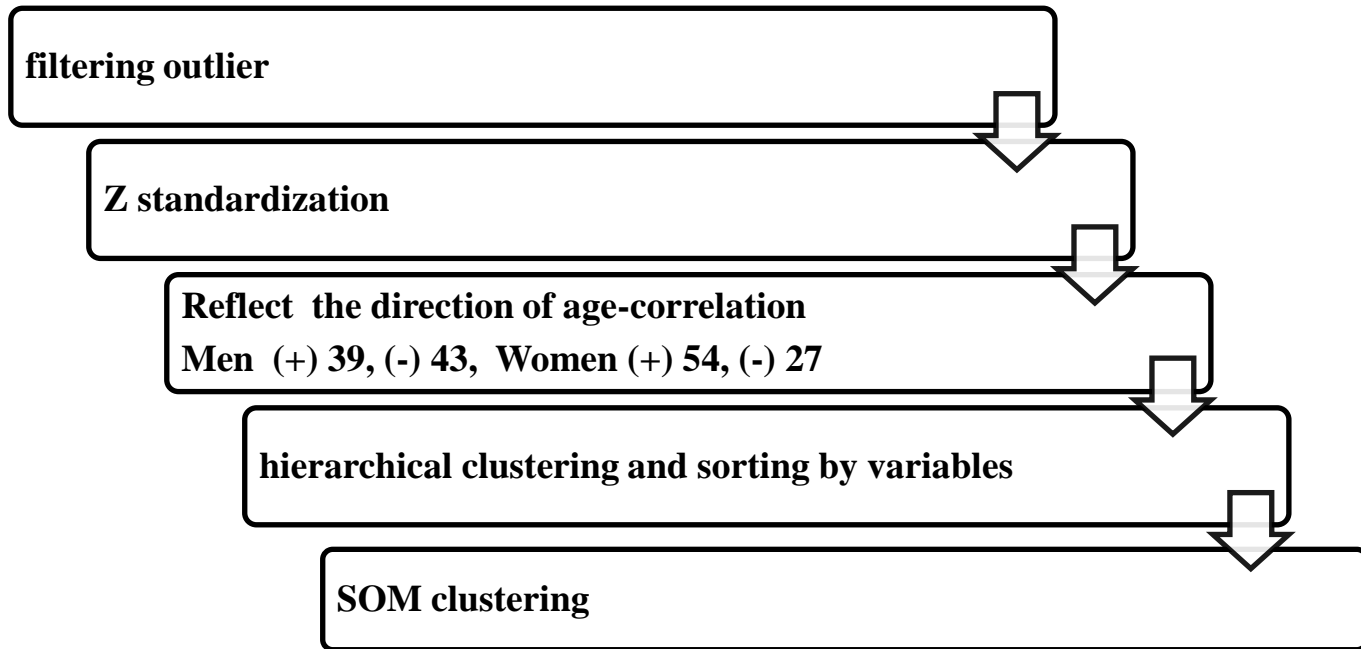 filtering outlier
Z standardization
Reflect the direction of age-correlation
Men (+) 39, (-) 43, Women (+) 54, (-) 27
hierarchical clustering and sorting by variables
SOM clustering